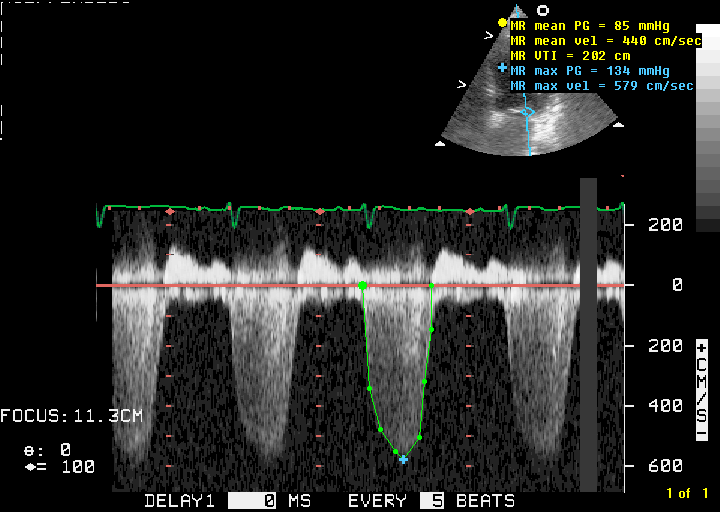 MR mean PG = 85 mmHg
MR mean vel = 440 cm/sec
MR VTI = 202 cm
MR max PG = 134 mmHg
MR max vel = 579 cm/sec
200
0
200
400
600
+CM/S-
FOCUS:11.3CM
⊖: 0
◆= 100
DELAY1 0 MS EVERY 5 BEATS
1 of 1